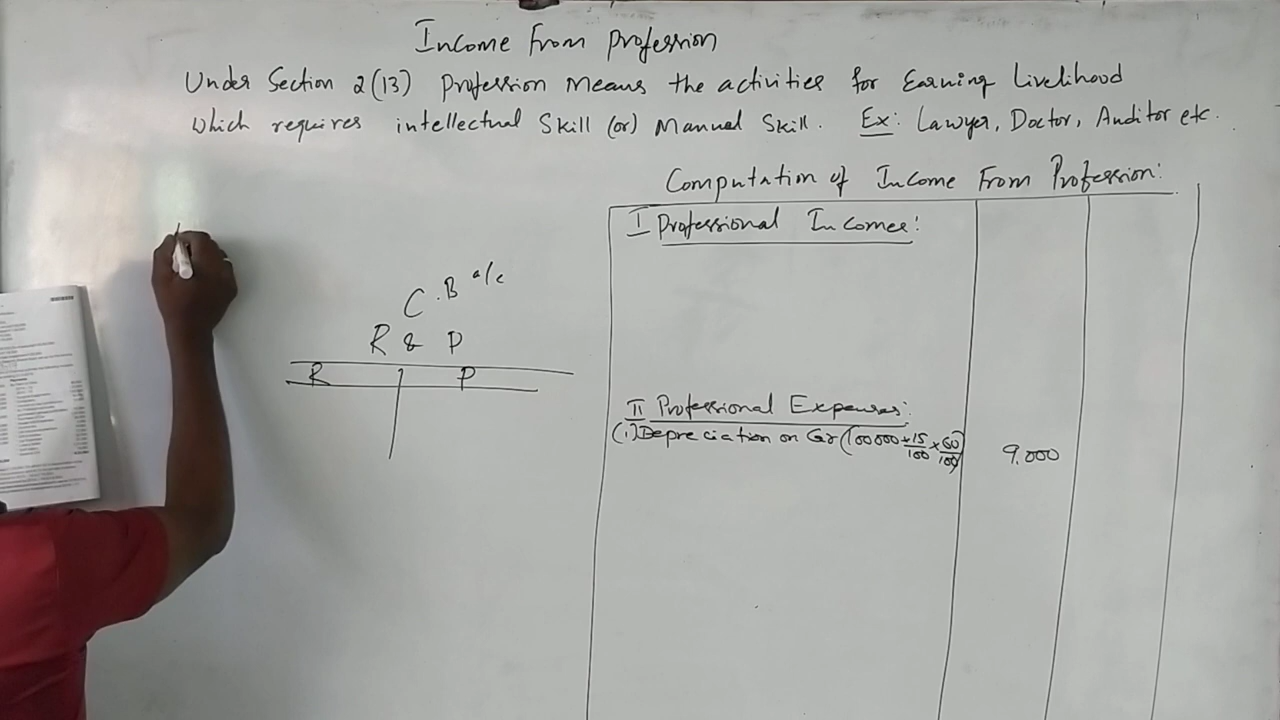 Income From Profession
Under Section 2(13) Profession Means the activities for Earning Livelihood
Which requires intellectual Skill (or) Manual Skill. Ex: Lawyer, Doctor, Auditor etc.
C.B a/c
R & P
R P
Computation of Income From Profession:
I Professional Incomes:
II Professional Expenses:
(i) Depreciation on Car (100000 × 15/100 × 60/100) 9,000